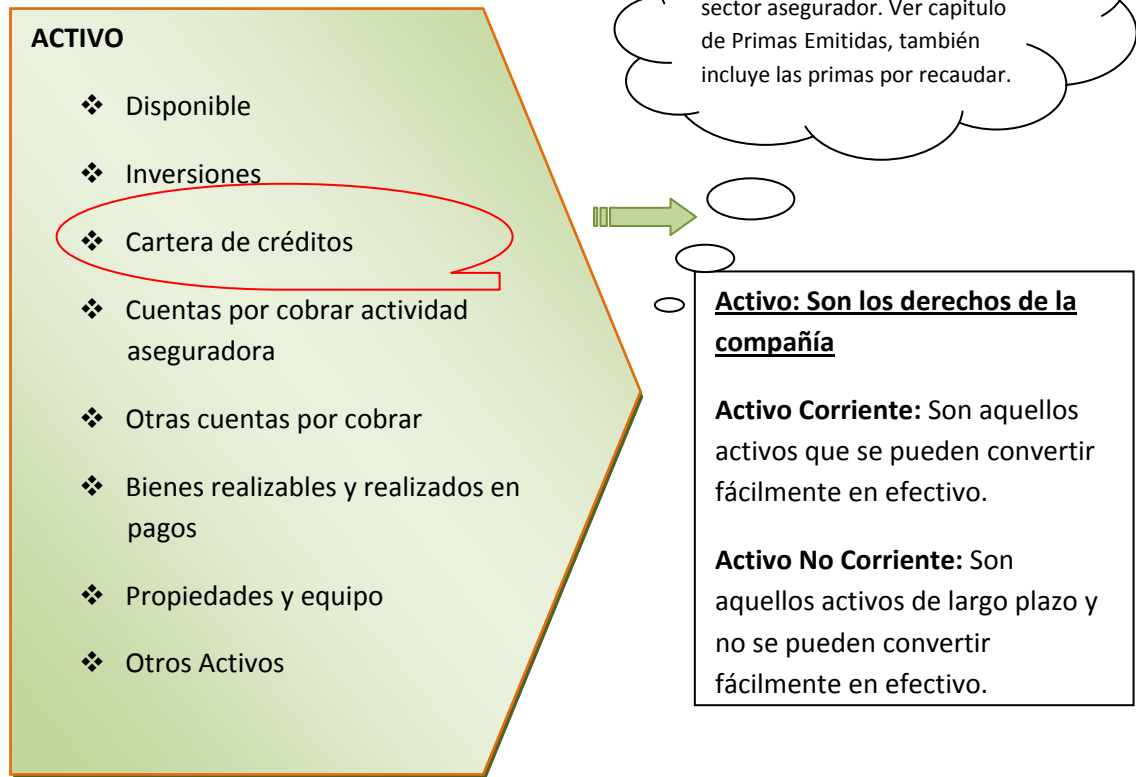 ACTIVO
❖ Disponible
❖ Inversiones
❖ Cartera de créditos
❖ Cuentas por cobrar actividad
aseguradora
❖ Otras cuentas por cobrar
❖ Bienes realizables y realizados en
pagos
❖ Propiedades y equipo
❖ Otros Activos
sector asegurador. Ver capitulo
de Primas Emitidas, también
incluye las primas por recaudar.
Activo: Son los derechos de la
compañía
Activo Corriente: Son aquellos
activos que se pueden convertir
fácilmente en efectivo.
Activo No Corriente: Son
aquellos activos de largo plazo y
no se pueden convertir
fácilmente en efectivo.